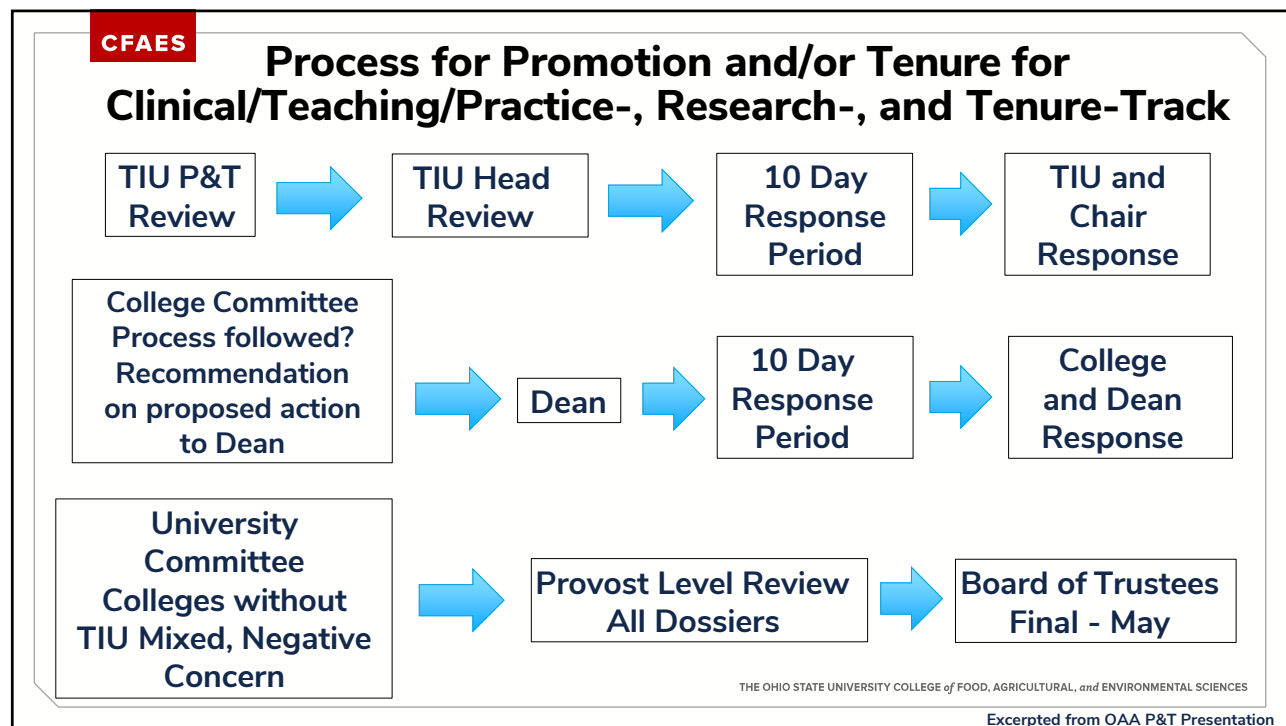 CFAES
Process for Promotion and/or Tenure for
Clinical/Teaching/Practice-, Research-, and Tenure-Track
TIU P&T
Review
TIU Head
Review
10 Day
Response
Period
TIU and
Chair
Response
College Committee
Process followed?
Recommendation
on proposed action
to Dean
Dean
10 Day
Response
Period
College
and Dean
Response
University
Committee
Colleges without
TIU Mixed, Negative
Concern
Provost Level Review
All Dossiers
Board of Trustees
Final - May
THE OHIO STATE UNIVERSITY COLLEGE of FOOD, AGRICULTURAL, and ENVIRONMENTAL SCIENCES
Excerpted from OAA P&T Presentation